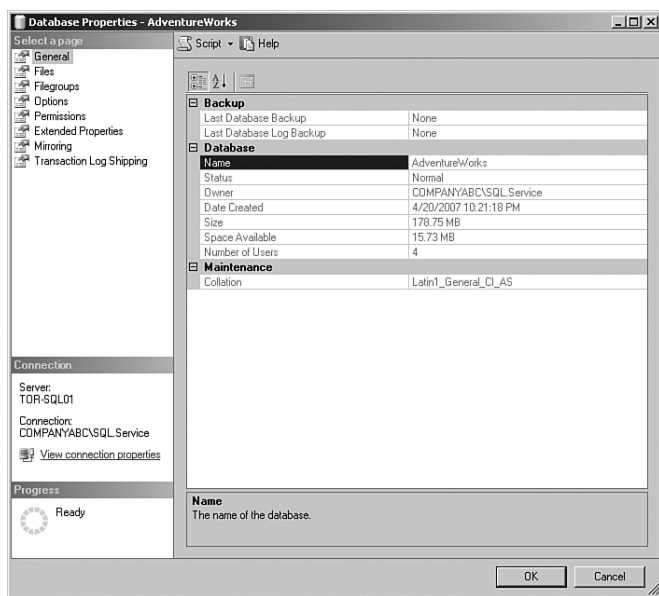 Database Properties - AdventureWorks
Select a page
General
Files
Filegroups
Options
Permissions
Extended Properties
Mirroring
Transaction Log Shipping
Script Help
Backup
Last Database Backup None
Last Database Log Backup None
Database
Name AdventureWorks
Status Normal
Owner COMPANYABC\SQL.Service
Date Created 4/20/2007 10:21:18 PM
Size 178.75 MB
Space Available 15.73 MB
Number of Users 4
Maintenance
Collation Latin1_General_CI_AS
Connection
Server:
TOR-SQL01
Connection:
COMPANYABC\SQL.Service
View connection properties
Progress
Ready
Name
The name of the database.
OK Cancel